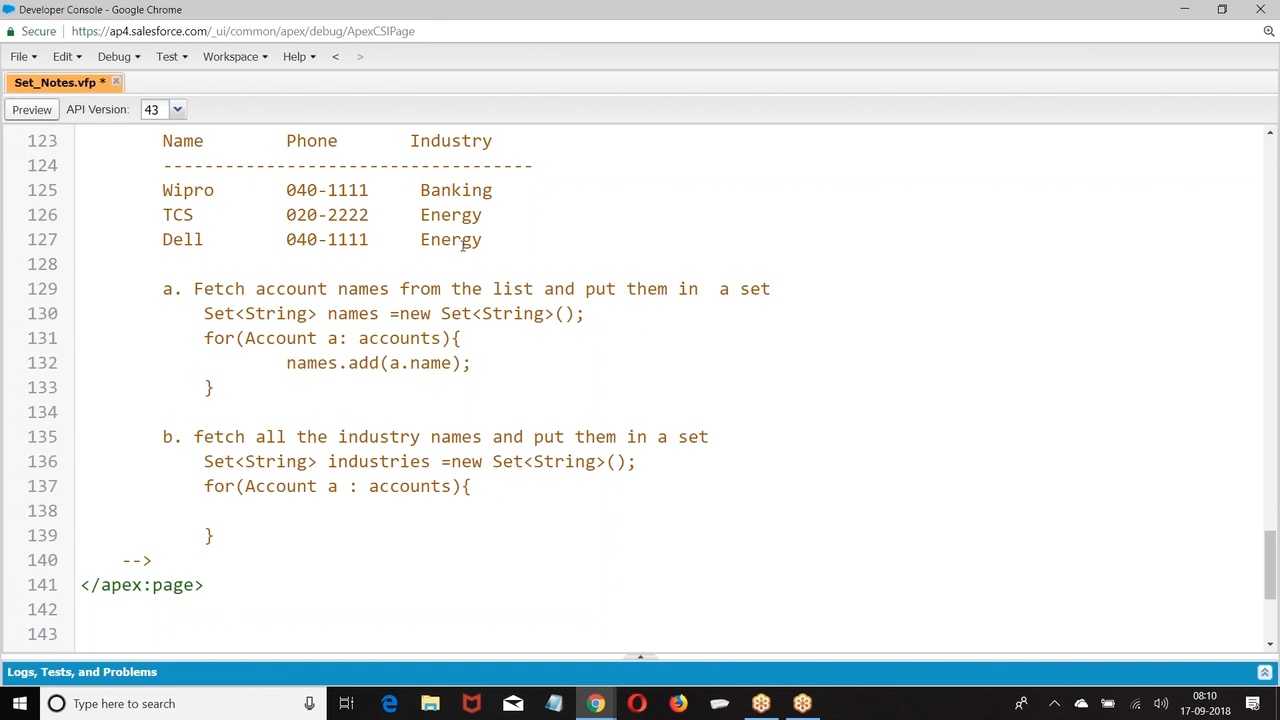 Developer Console - Google Chrome
Secure https://ap4.salesforce.com/_ui/common/apex/debug/ApexCSIPage
File Edit Debug Test Workspace Help < >
Set_Notes.vfp *
Preview API Version: 43
123 Name Phone Industry
124 ------------------------------------
125 Wipro 040-1111 Banking
126 TCS 020-2222 Energy
127 Dell 040-1111 Energy
128
129 a. Fetch account names from the list and put them in a set
130 Set<String> names =new Set<String>();
131 for(Account a: accounts){
132 names.add(a.name);
133 }
134
135 b. fetch all the industry names and put them in a set
136 Set<String> industries =new Set<String>();
137 for(Account a : accounts){
138
139 }
140 -->
141 </apex:page>
142
143
Logs, Tests, and Problems
Type here to search
08:10
17-09-2018